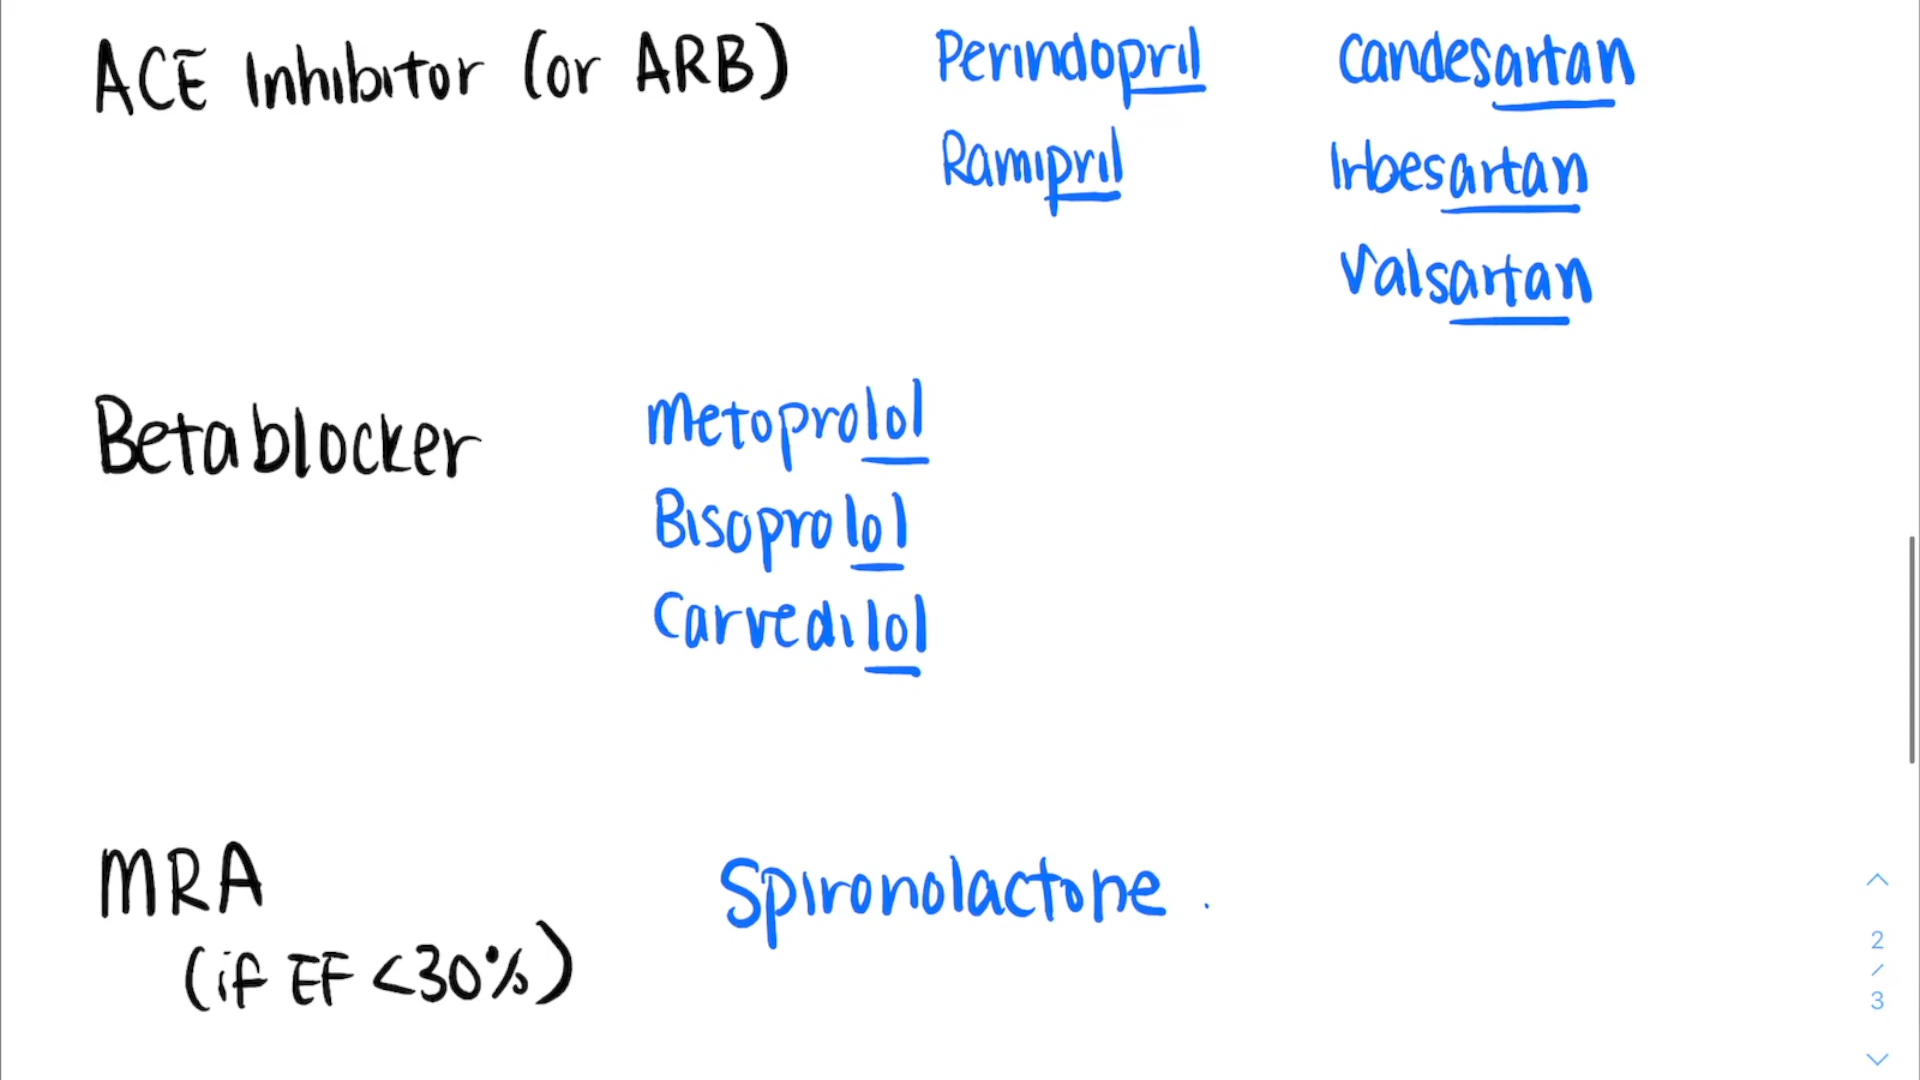 ACE Inhibitor (or ARB)
Perindopril
Ramipril
Candesartan
Irbesartan
Valsartan
Betablocker
Metoprolol
Bisoprolol
Carvedilol
MRA
(if EF <30%)
Spironolactone .
2
/
3